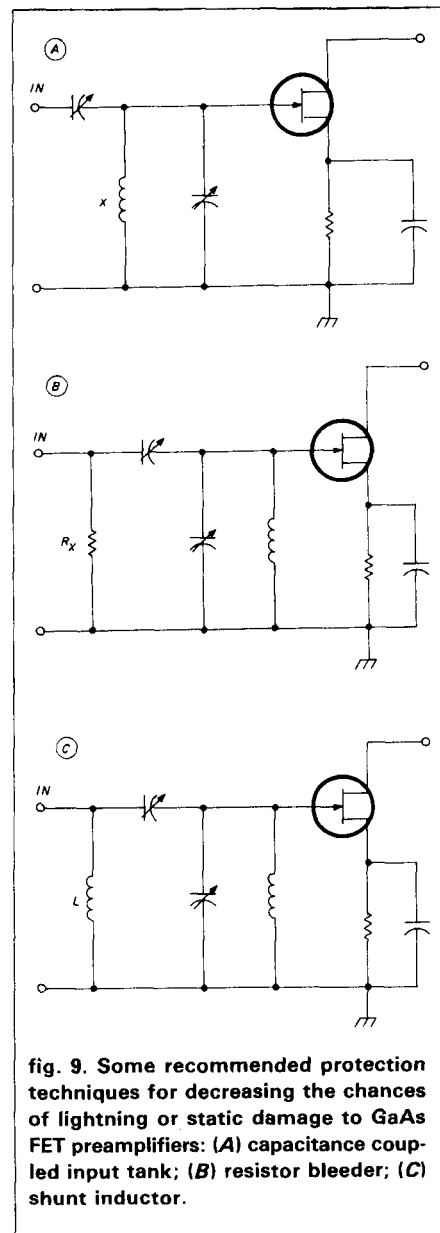 A
IN
X
B
IN
RX
C
IN
L
fig. 9. Some recommended protection
techniques for decreasing the chances
of lightning or static damage to GaAs
FET preamplifiers: (A) capacitance coup-
led input tank; (B) resistor bleeder; (C)
shunt inductor.